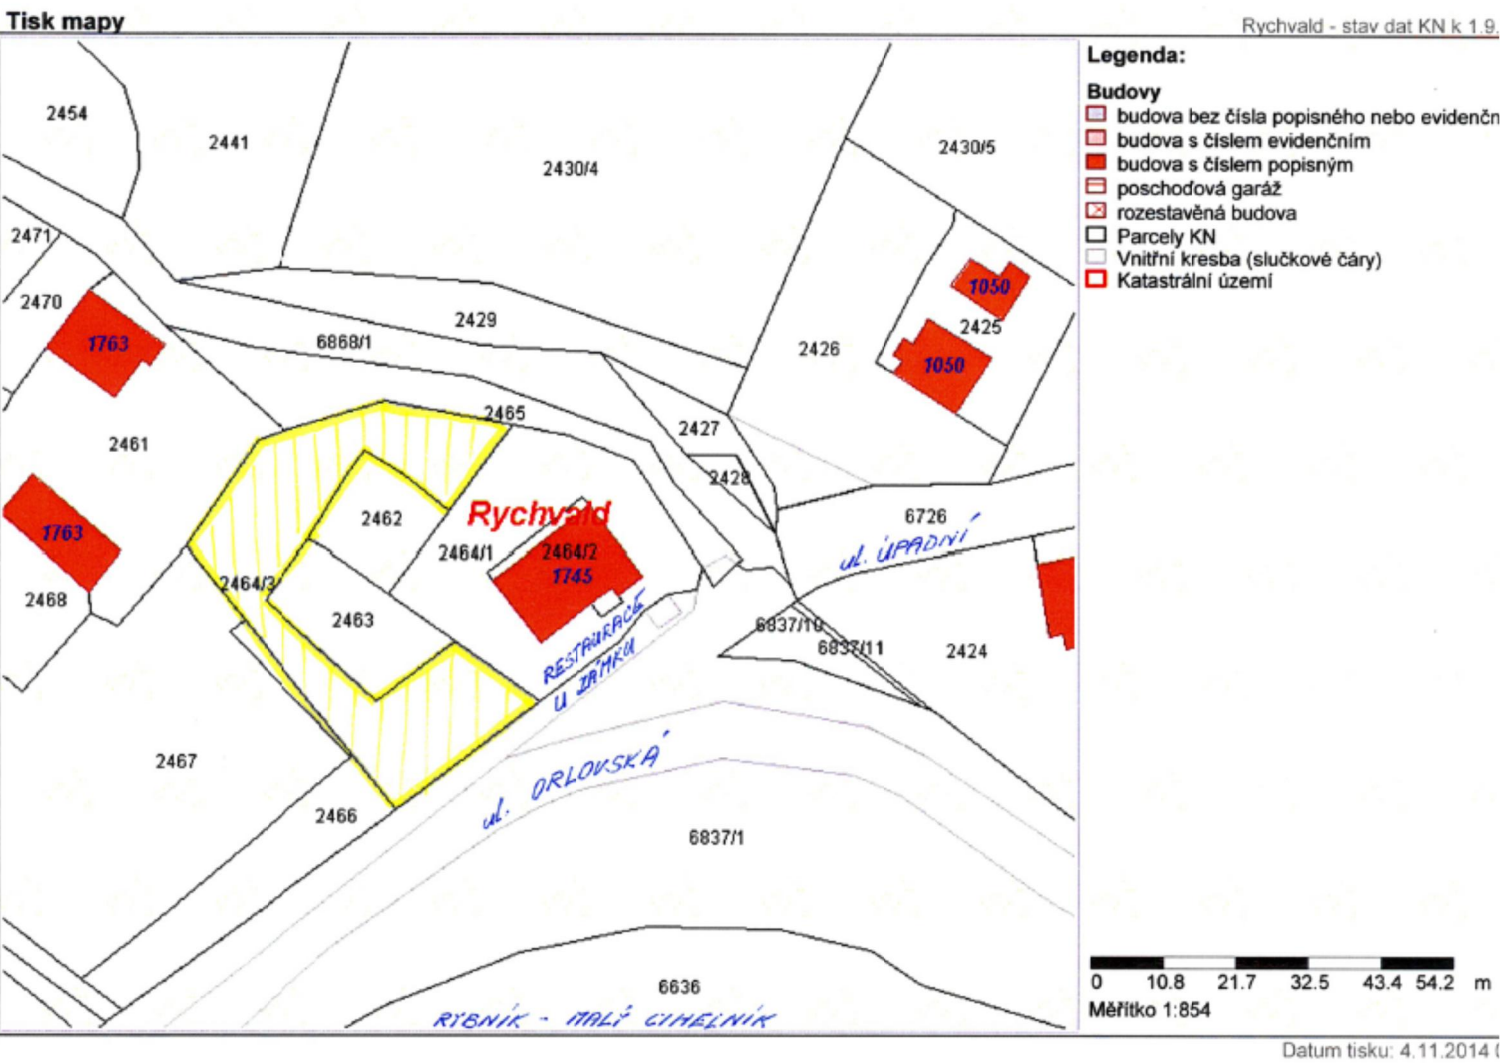 Tisk mapy
Rychvald - stav dat KN k 1.9.
Legenda:
Budovy
budova bez čísla popisného nebo evidenčn
budova s číslem evidenčním
budova s číslem popisným
poschoďová garáž
rozestavěná budova
Parcely KN
Vnitřní kresba (slučkové čáry)
Katastrální území
2454
2441
2430/4
2430/5
2471
2470
1763
6868/1
2429
2426
1050
2425
1050
2461
2465
2427
2428
1763
2462
Rychvald
2464/1
2464/2
1745
6726
ul. ÚPADNÍ
2468
2464/3
2463
RESTAURACE
U ZÁMKU
6837/10
6837/11
2424
2467
2466
ul. ORLOVSKÁ
6837/1
6636
RYBNÍK - MALÝ CIHELNÍK
0 10.8 21.7 32.5 43.4 54.2 m
Měřítko 1:854
Datum tisku: 4.11.2014